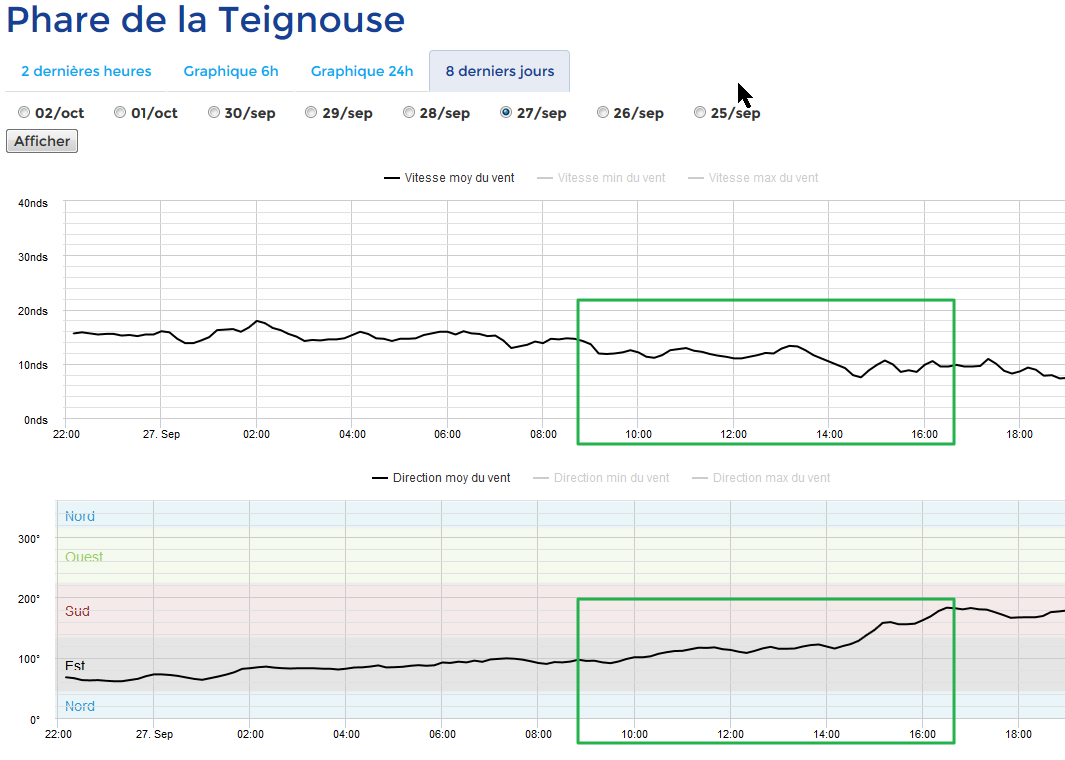 Phare de la Teignouse
2 dernières heures Graphique 6h Graphique 24h 8 derniers jours
02/oct 01/oct 30/sep 29/sep 28/sep 27/sep 26/sep 25/sep
Afficher
Vitesse moy du vent Vitesse min du vent Vitesse max du vent
40nds
30nds
20nds
10nds
0nds
22:00 27. Sep 02:00 04:00 06:00 08:00 10:00 12:00 14:00 16:00 18:00
Direction moy du vent Direction min du vent Direction max du vent
Nord
300°
Ouest
200°
Sud
100°
Est
Nord
0°
22:00 27. Sep 02:00 04:00 06:00 08:00 10:00 12:00 14:00 16:00 18:00